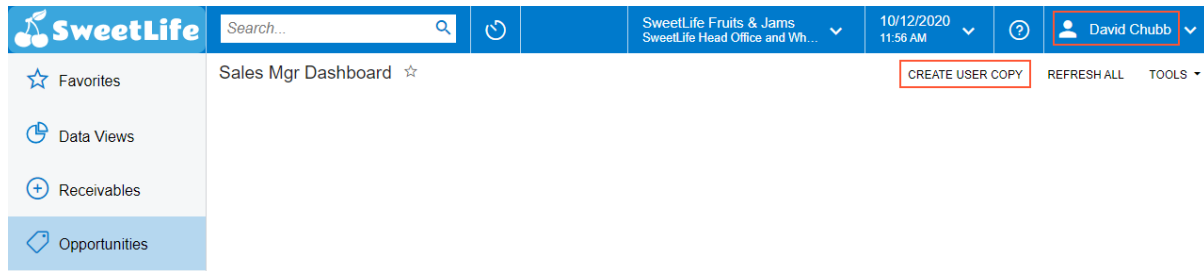 SweetLife
Search...
SweetLife Fruits & Jams
SweetLife Head Office and Wh...
10/12/2020
11:56 AM
David Chubb
Favorites
Sales Mgr Dashboard
CREATE USER COPY
REFRESH ALL
TOOLS
Data Views
Receivables
Opportunities